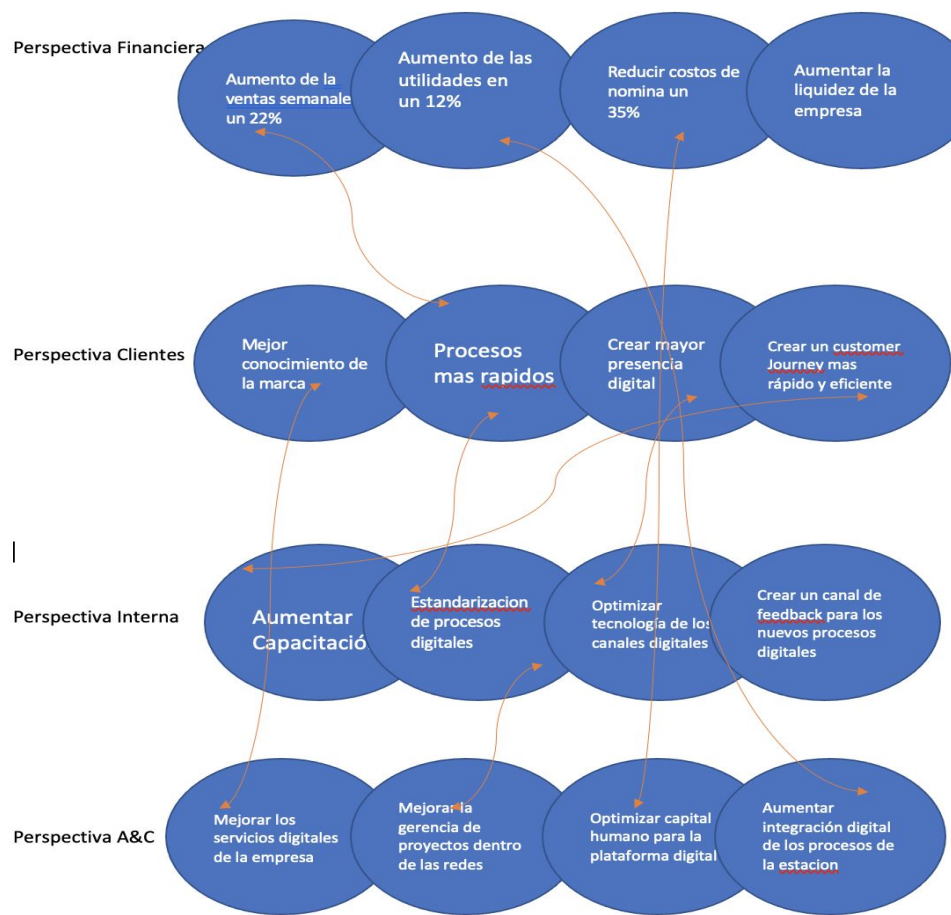 Perspectiva Financiera
Aumento de la
ventas semanale
un 22%
Aumento de las
utilidades en
un 12%
Reducir costos de
nomina un
35%
Aumentar la
liquidez de la
empresa
Perspectiva Clientes
Mejor
conocimiento de
la marca
Procesos
mas rapidos
Crear mayor
presencia
digital
Crear un customer
Journey mas
rápido y eficiente
Perspectiva Interna
Aumentar
Capacitació
Estandarizacion
de procesos
digitales
Optimizar
tecnología de los
canales digitales
Crear un canal de
feedback para los
nuevos procesos
digitales
Perspectiva A&C
Mejorar los
servicios digitales
de la empresa
Mejorar la
gerencia de
proyectos dentro
de las redes
Optimizar capital
humano para la
plataforma digital
Aumentar
integración digital
de los procesos de
la estacion